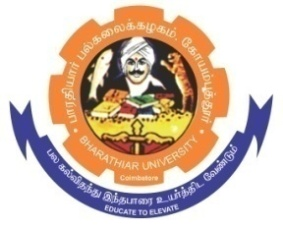 பாரதியார் பல்கலைக்கழகம், கோயம்புத்தூர்
BHARATHIAR UNIVERSITY
Coimbatore
பல கல்விதந்து இந்தபாரை உயர்த்திட வேண்டும்
EDUCATE TO ELEVATE